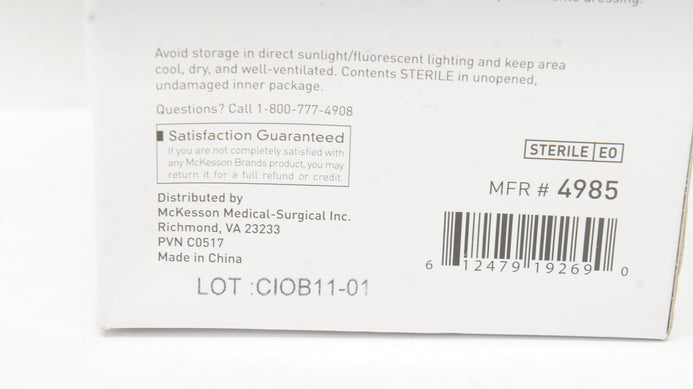 dressing.
Avoid storage in direct sunlight/fluorescent lighting and keep area
cool, dry, and well-ventilated. Contents STERILE in unopened,
undamaged inner package.
Questions? Call 1-800-777-4908
Satisfaction Guaranteed
If you are not completely satisfied with
any McKesson Brands product, you may
return it for a full refund or credit.
Distributed by
McKesson Medical-Surgical Inc.
Richmond, VA 23233
PVN C0517
Made in China
LOT :CIOB11-01
STERILE EO
MFR # 4985
6 12479 19269 0